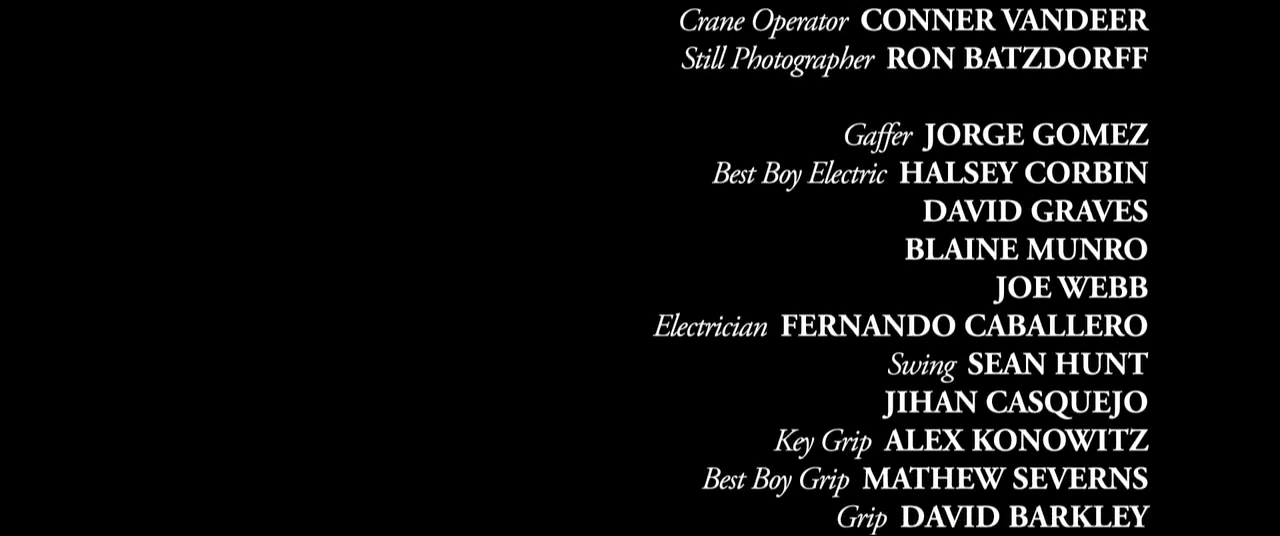 Crane Operator CONNER VANDEER
Still Photographer RON BATZDORFF
Gaffer JORGE GOMEZ
Best Boy Electric HALSEY CORBIN
DAVID GRAVES
BLAINE MUNRO
JOE WEBB
Electrician FERNANDO CABALLERO
Swing SEAN HUNT
JIHAN CASQUEJO
Key Grip ALEX KONOWITZ
Best Boy Grip MATHEW SEVERNS
Grip DAVID BARKLEY